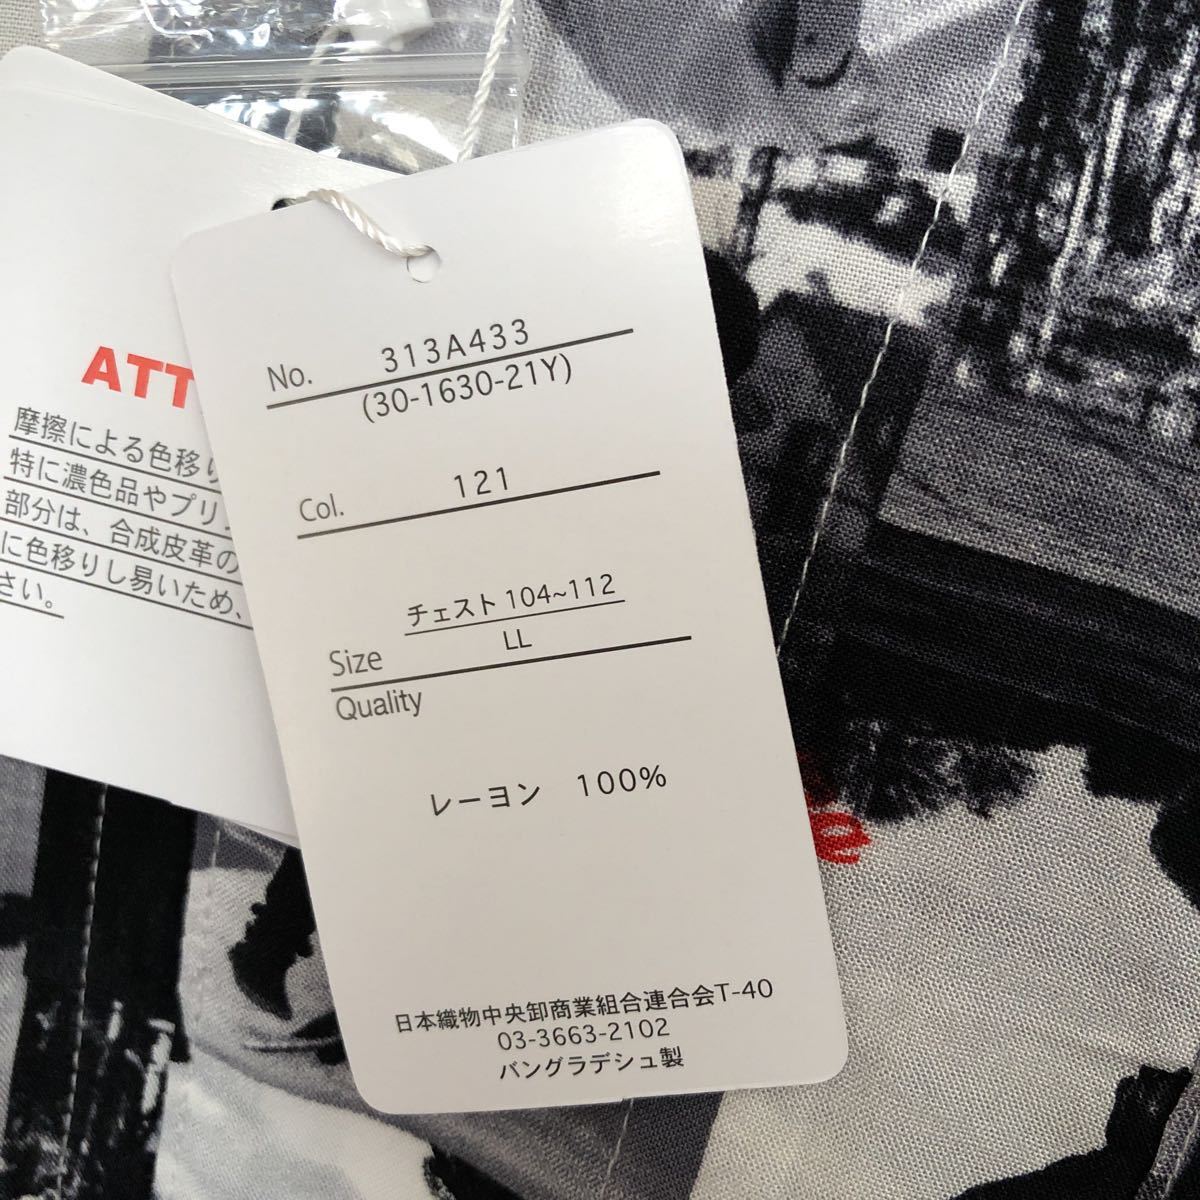 ATT
摩擦による色移り
特に濃色品やプリ
部分は、合成皮革の
に色移りし易いため、
さい。
No. 313A433
(30-1630-21Y)
Col. 121
チェスト 104~112
Size LL
Quality
レーヨン 100%
日本織物中央卸商業組合連合会T-40
03-3663-2102
バングラデシュ製
e